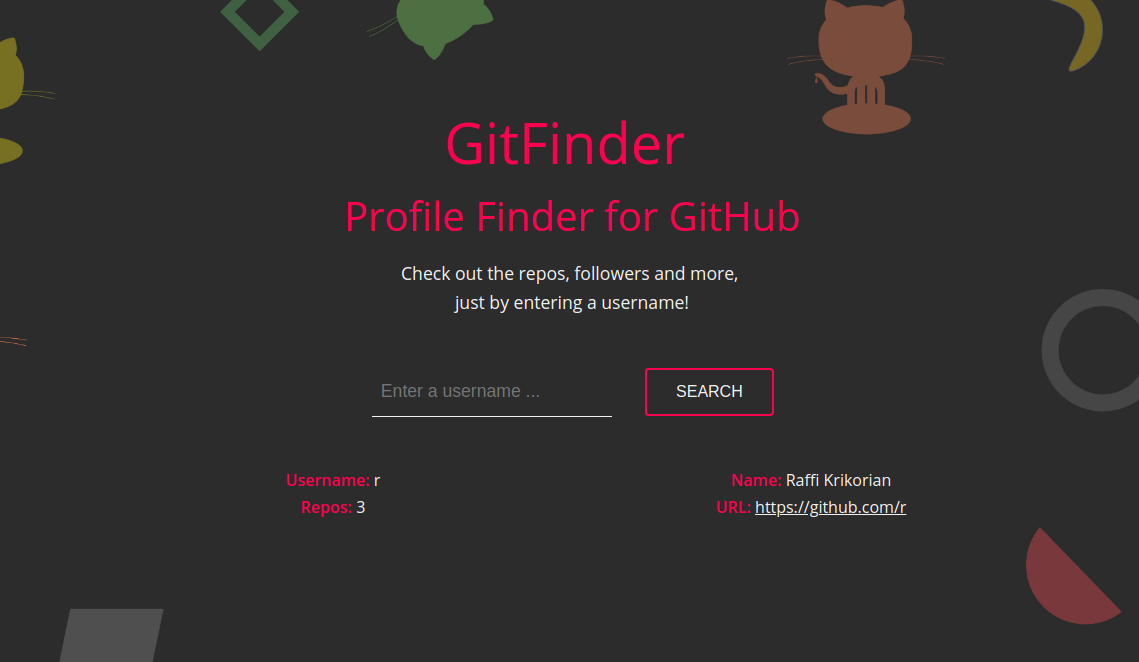 GitFinder
Profile Finder for GitHub
Check out the repos, followers and more,
just by entering a username!
Enter a username ...
SEARCH
Username: r
Repos: 3
Name: Raffi Krikorian
URL: https://github.com/r